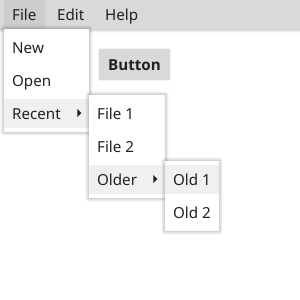 File Edit Help
New
Open
Recent
Button
File 1
File 2
Older
Old 1
Old 2